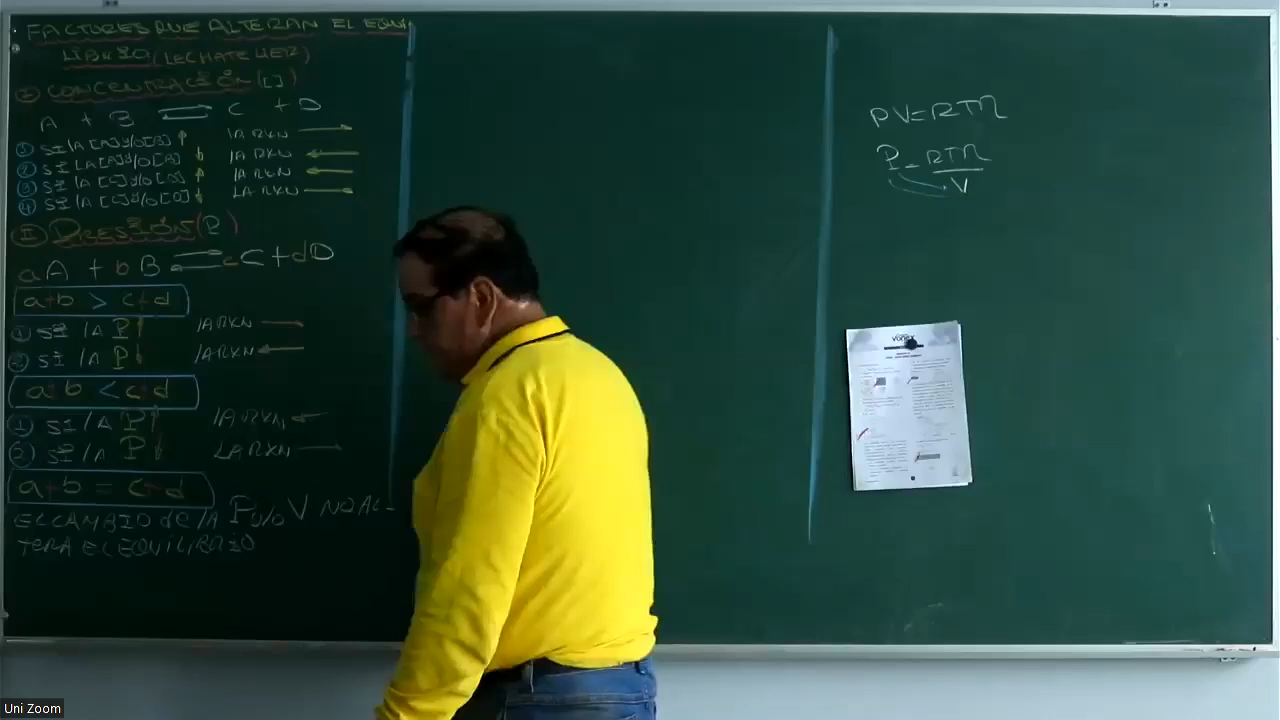 FACTORES QUE ALTERAN EL EQUI
LIBRIO (LECHATELIER)
I CONCENTRACIÓN ([ ])
A + B ⇌ C + D
① SI LA [A] y/o [B] ↑ LA RXN →
② SI LA [A] y/o [B] ↓ LA RXN ←
③ SI LA [C] y/o [D] ↑ LA RXN ←
④ SI LA [C] y/o [D] ↓ LA RXN →
II PRESIÓN (P)
aA + bB ⇌ cC + dD
a+b > c+d
① SI LA P↑ LA RXN →
② SI LA P↓ LA RXN ←
a+b < c+d
① SI LA P↑ LA RXN ←
② SI LA P↓ LA RXN →
a+b = c+d
EL CAMBIO de LA P y/o V NO AL-
TERA EL EQUILIBRIO
PV = RTn
P = RTn
V
VONEX
Uni Zoom